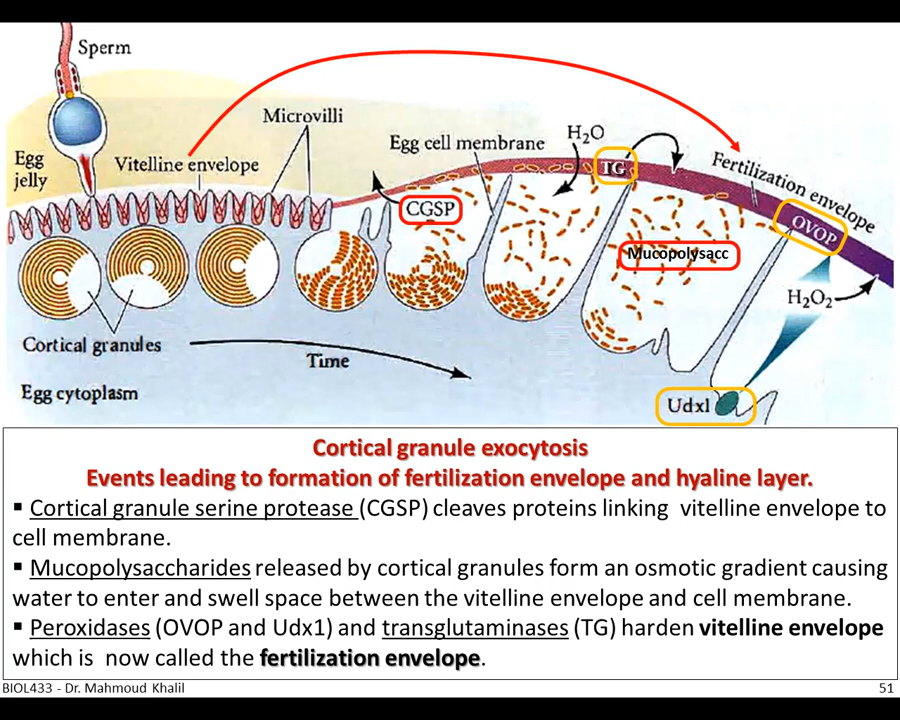 Sperm
Microvilli
Egg cell membrane
H₂O
Egg
jelly
Vitelline envelope
TG
Fertilization envelope
CGSP
OVOP
Mucopolysacc
H₂O₂
Cortical granules
Time
Egg cytoplasm
Udx1
Cortical granule exocytosis
Events leading to formation of fertilization envelope and hyaline layer.
▪ Cortical granule serine protease (CGSP) cleaves proteins linking vitelline envelope to
cell membrane.
▪ Mucopolysaccharides released by cortical granules form an osmotic gradient causing
water to enter and swell space between the vitelline envelope and cell membrane.
▪ Peroxidases (OVOP and Udx1) and transglutaminases (TG) harden vitelline envelope
which is now called the fertilization envelope.
BIOL433 - Dr. Mahmoud Khalil
51